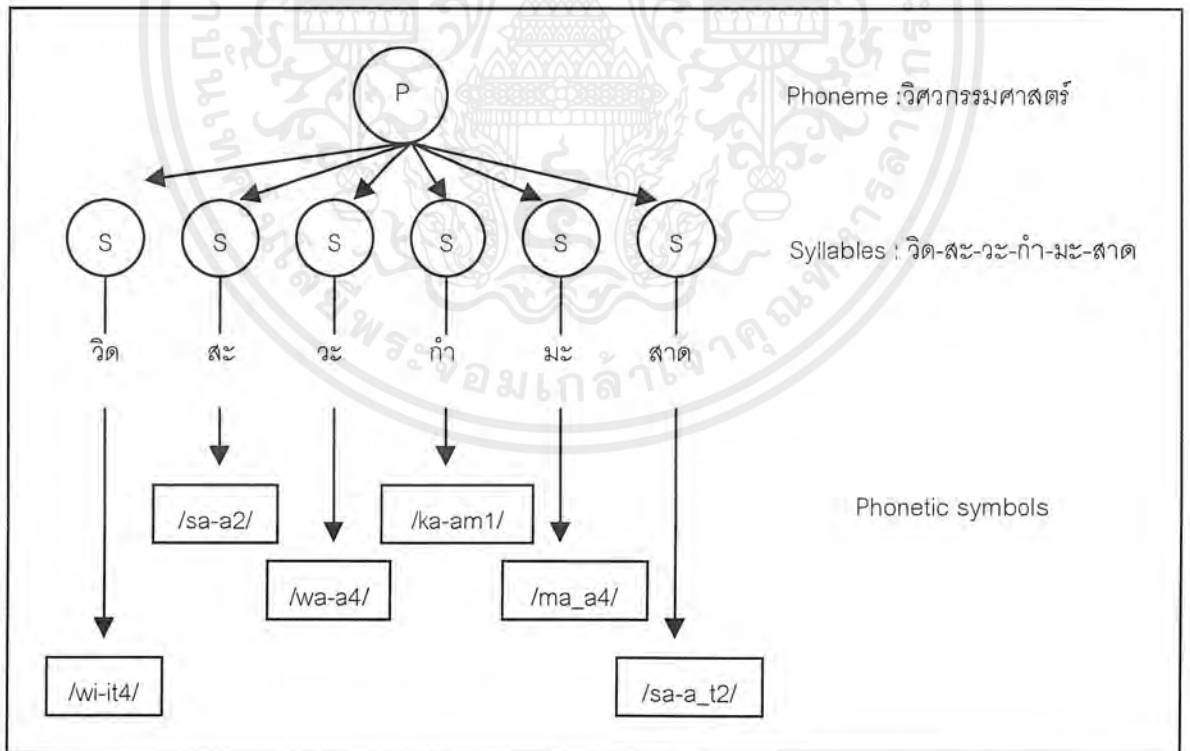 P
Phoneme :วิศวกรรมศาสตร์
S S S S S S
Syllables : วิด-สะ-วะ-กำ-มะ-สาด
วิด สะ วะ กำ มะ สาด
/sa-a2/ /ka-am1/
Phonetic symbols
/wa-a4/ /ma_a4/
/wi-it4/ /sa-a_t2/